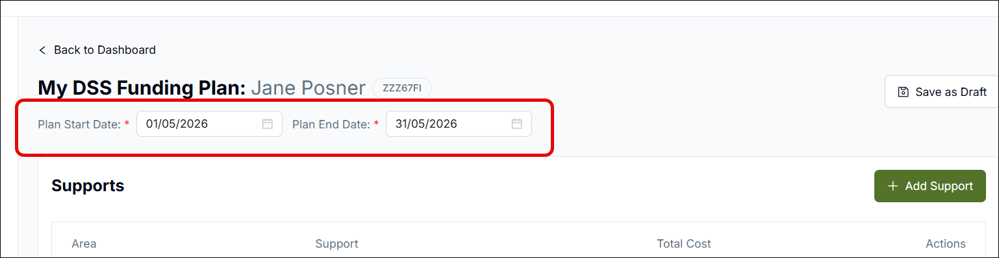 Back to Dashboard
My DSS Funding Plan: Jane Posner ZZZ67FI
Save as Draft
Plan Start Date: * 01/05/2026 Plan End Date: * 31/05/2026
Supports
+ Add Support
Area Support Total Cost Actions